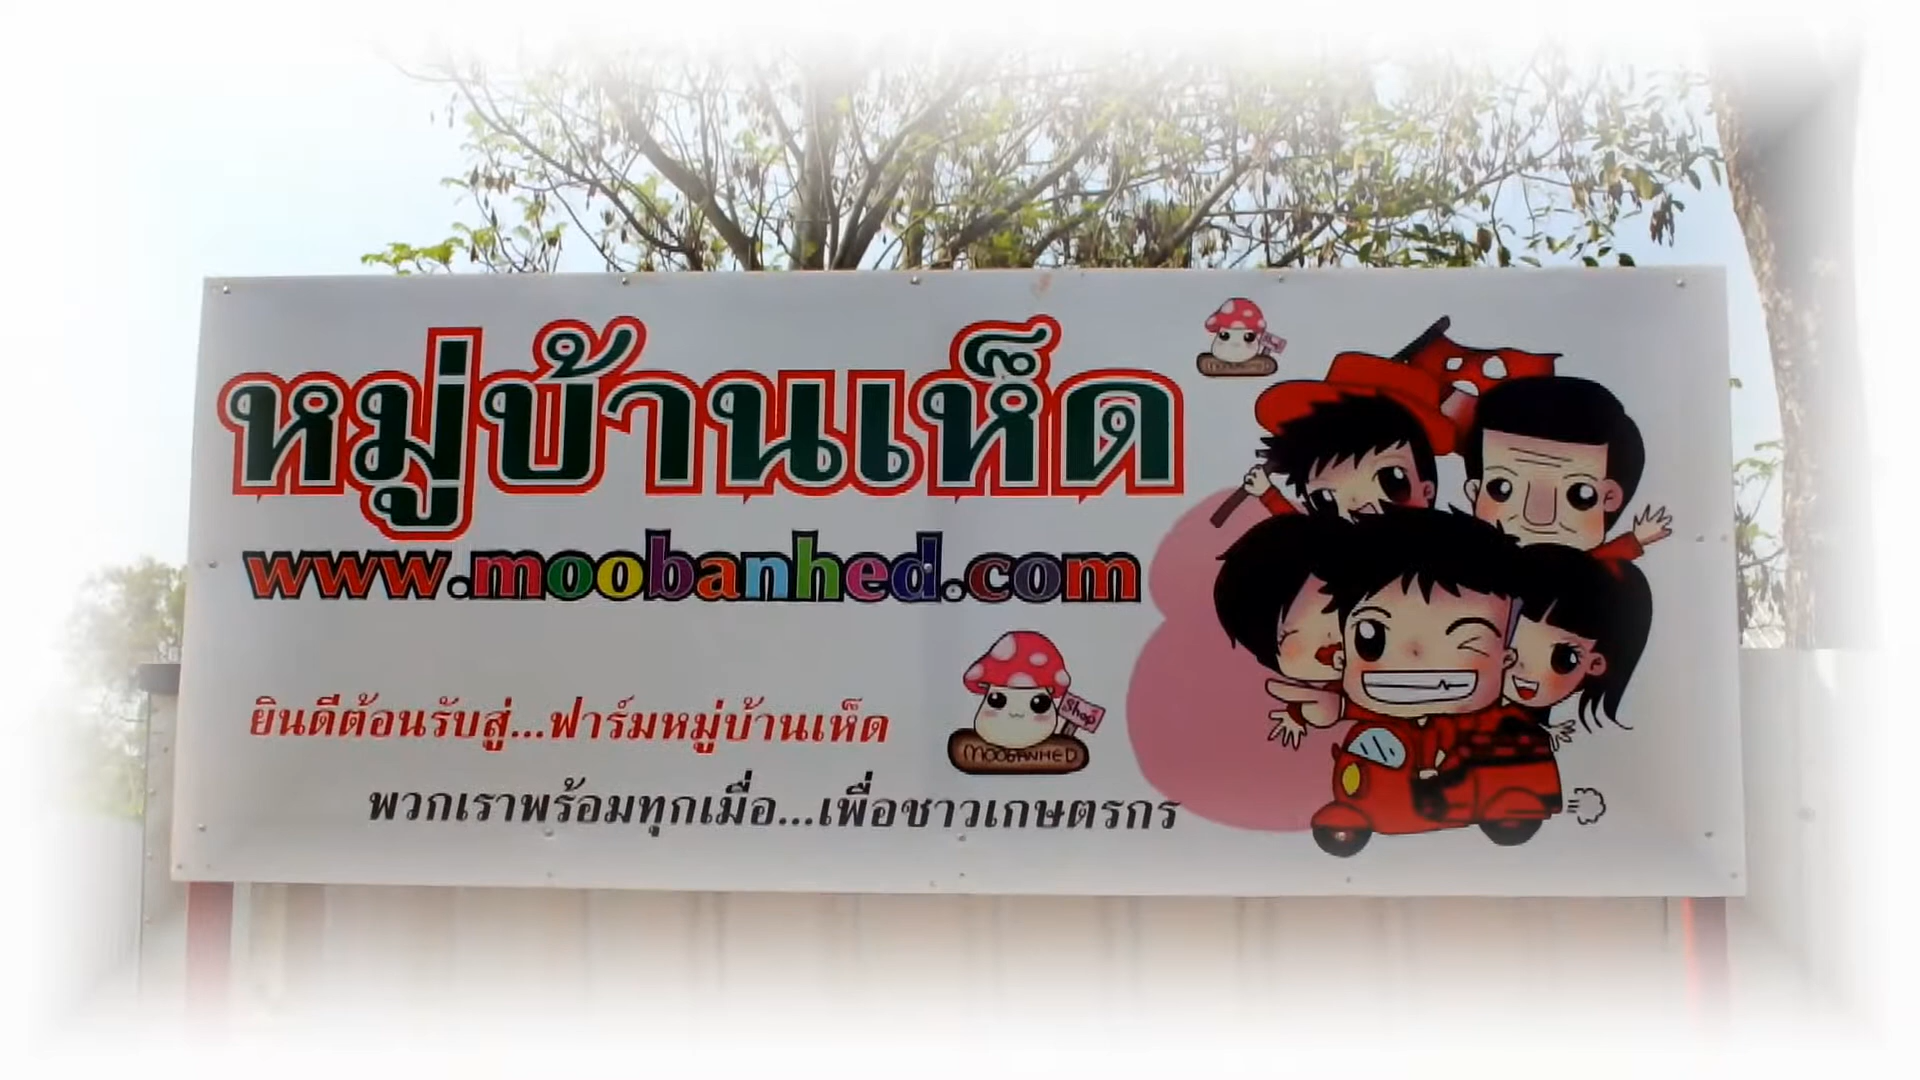 หมู่บ้านเห็ด
www.moobanhed.com
ยินดีต้อนรับสู่...ฟาร์มหมู่บ้านเห็ด
Shop
MOOBANHED
พวกเราพร้อมทุกเมื่อ...เพื่อชาวเกษตรกร